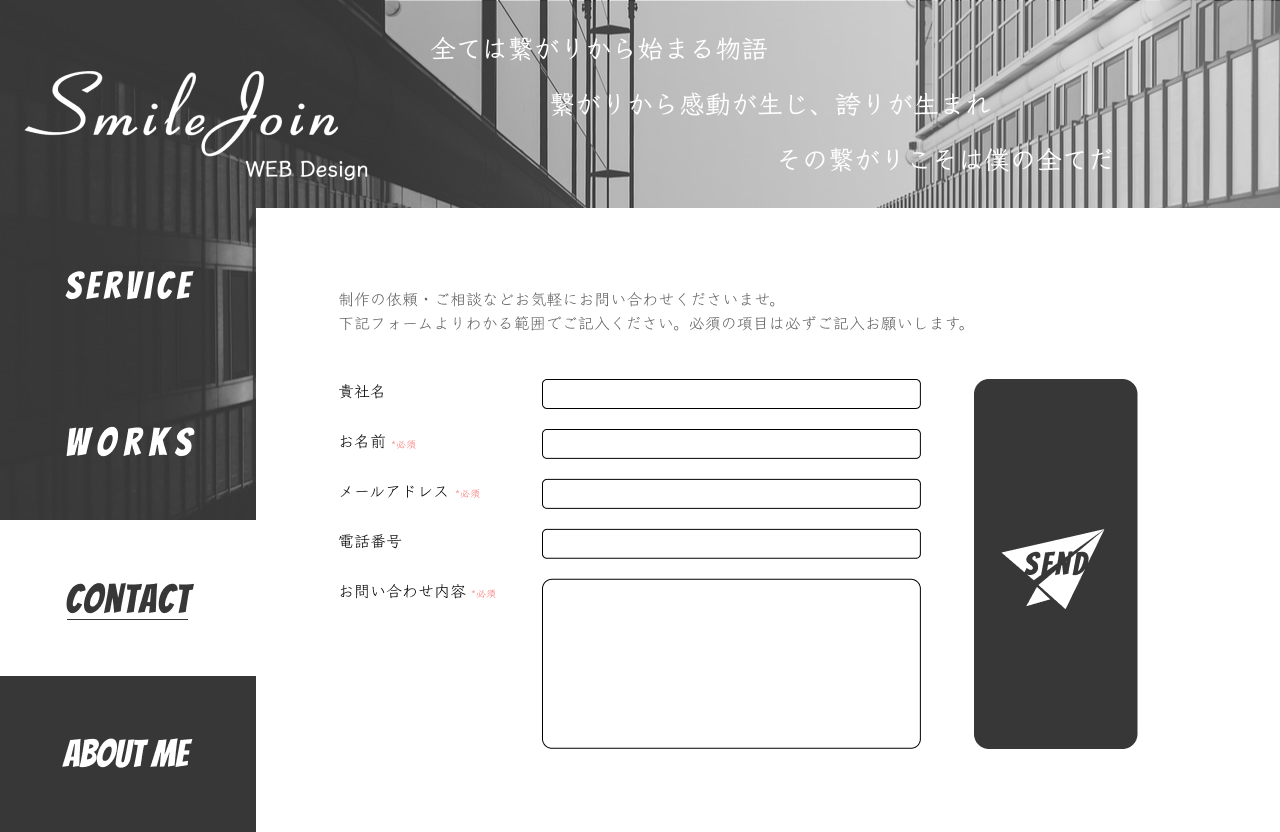 全ては繋がりから始まる物語
繋がりから感動が生じ、誇りが生まれ
その繋がりこそは僕の全てだ
SmileJoin
WEB Design
SERVICE
WORKS
CONTACT
ABOUT ME
制作の依頼・ご相談などお気軽にお問い合わせくださいませ。
下記フォームよりわかる範囲でご記入ください。必須の項目は必ずご記入お願いします。
貴社名
お名前 *必須
メールアドレス *必須
電話番号
お問い合わせ内容 *必須
SEND